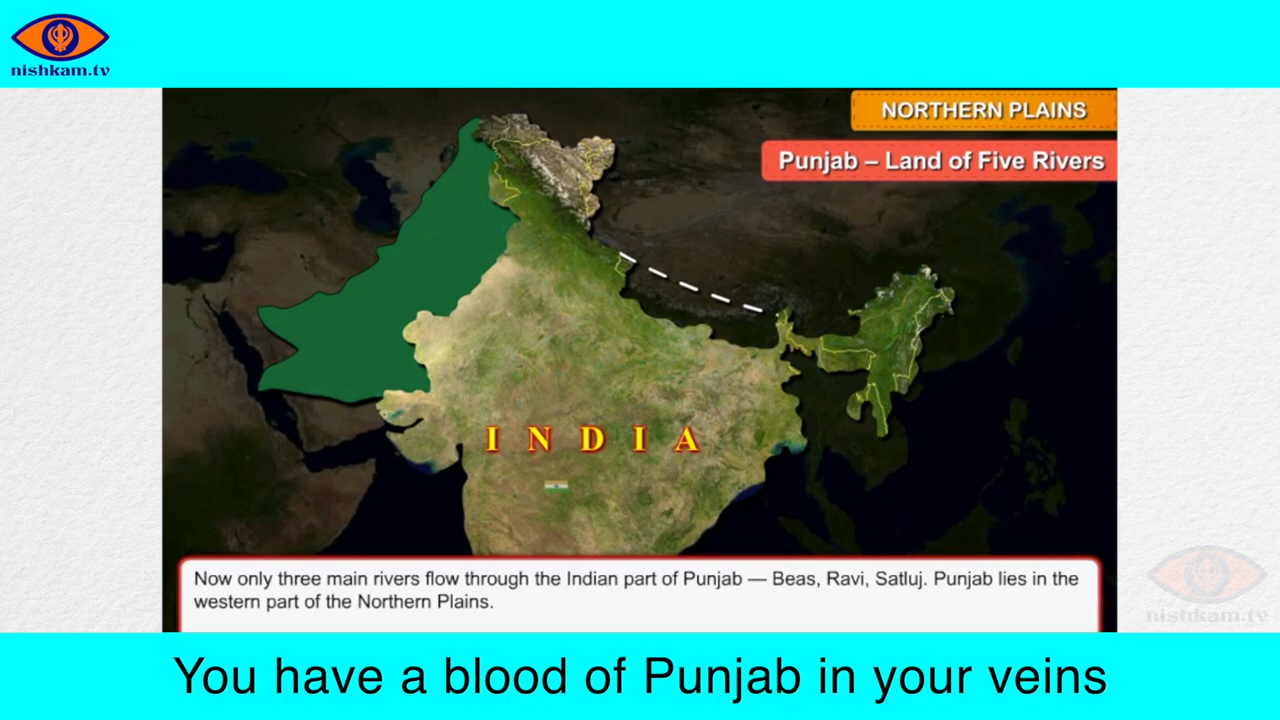 nishkam.tv
NORTHERN PLAINS
Punjab – Land of Five Rivers
I N D I A
Now only three main rivers flow through the Indian part of Punjab — Beas, Ravi, Satluj. Punjab lies in the
western part of the Northern Plains.
nishkam.tv
You have a blood of Punjab in your veins